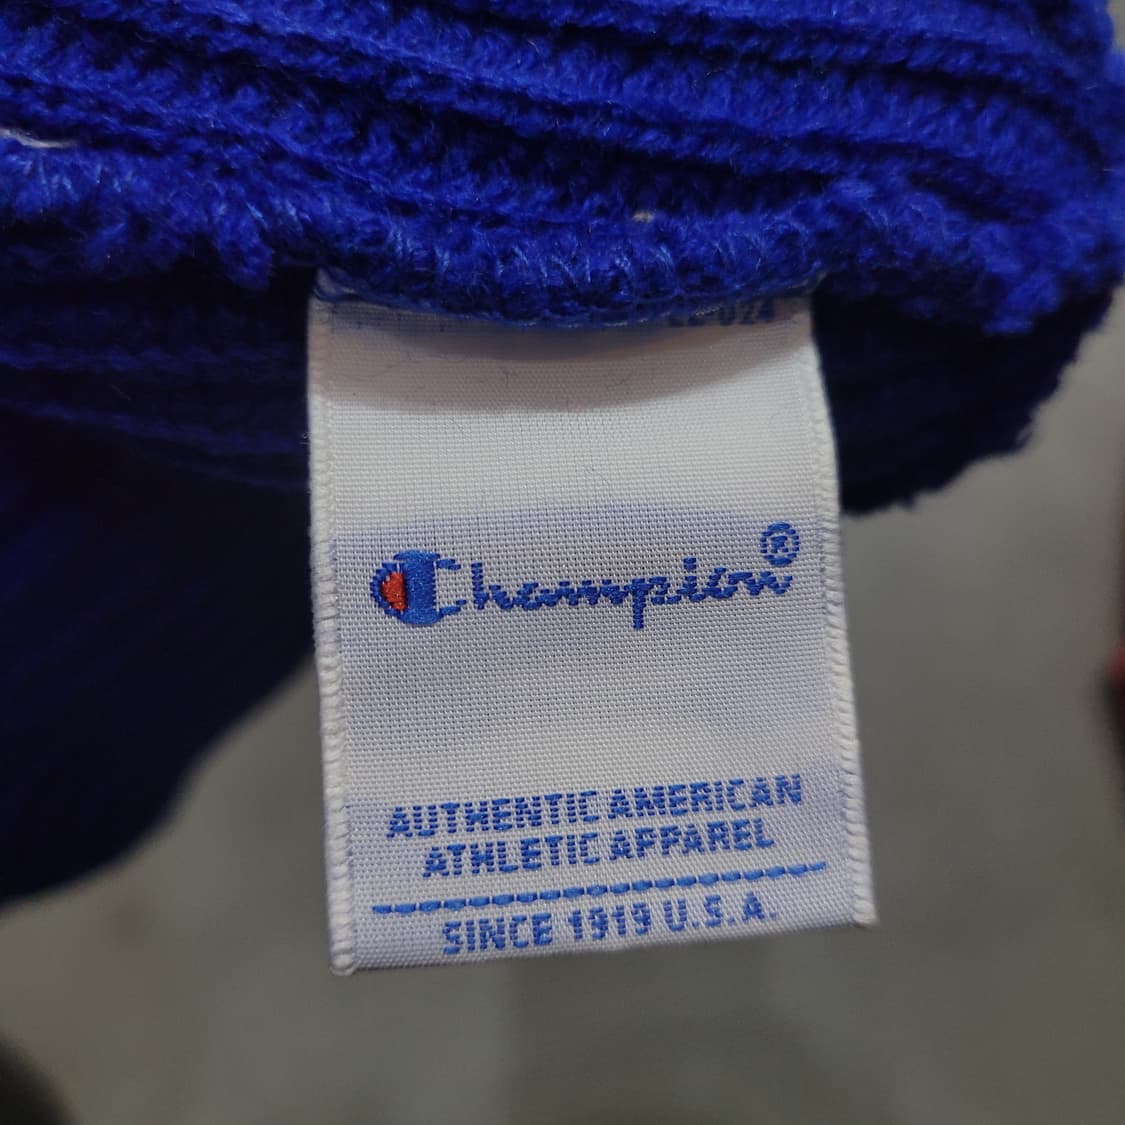 Champion®
AUTHENTIC AMERICAN
ATHLETIC APPAREL
SINCE 1919 U.S.A.